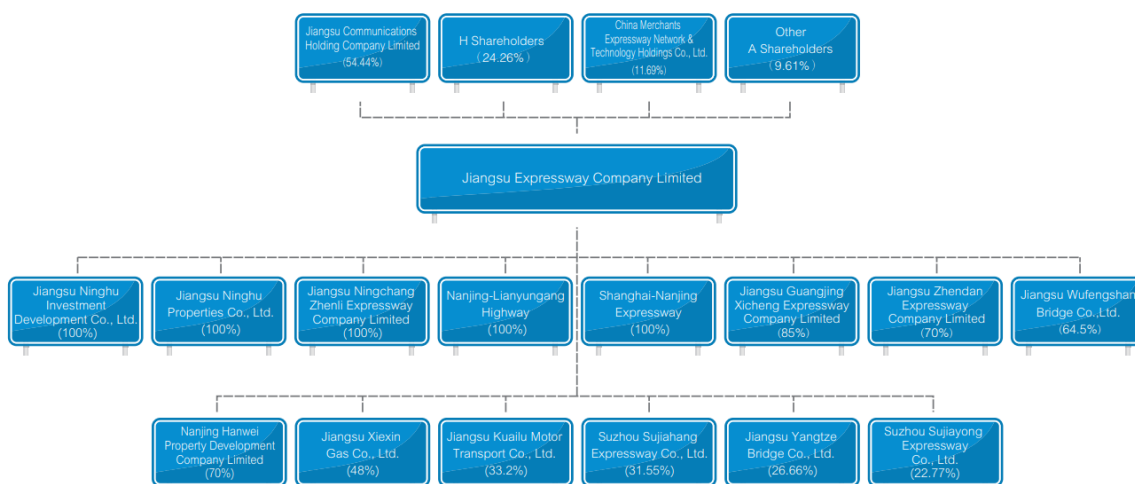 Jiangsu Communications
Holding Company Limited
(54.44%)
H Shareholders
(24.26%)
China Merchants
Expressway Network &
Technology Holdings Co., Ltd.
(11.69%)
Other
A Shareholders
(9.61%)
Jiangsu Expressway Company Limited
Jiangsu Ninghu
Investment
Development Co., Ltd.
(100%)
Jiangsu Ninghu
Properties Co., Ltd.
(100%)
Jiangsu Ningchang
Zhenli Expressway
Company Limited
(100%)
Nanjing-Lianyungang
Highway
(100%)
Shanghai-Nanjing
Expressway
(100%)
Jiangsu Guangjing
Xicheng Expressway
Company Limited
(85%)
Jiangsu Zhendan
Expressway
Company Limited
(70%)
Jiangsu Wufengshan
Bridge Co.,Ltd.
(64.5%)
Nanjing Hanwei
Property Development
Company Limited
(70%)
Jiangsu Xiexin
Gas Co., Ltd.
(48%)
Jiangsu Kuailu Motor
Transport Co., Ltd.
(33.2%)
Suzhou Sujiahang
Expressway Co., Ltd.
(31.55%)
Jiangsu Yangtze
Bridge Co., Ltd.
(26.66%)
Suzhou Sujiayong
Expressway
Co., Ltd.
(22.77%)